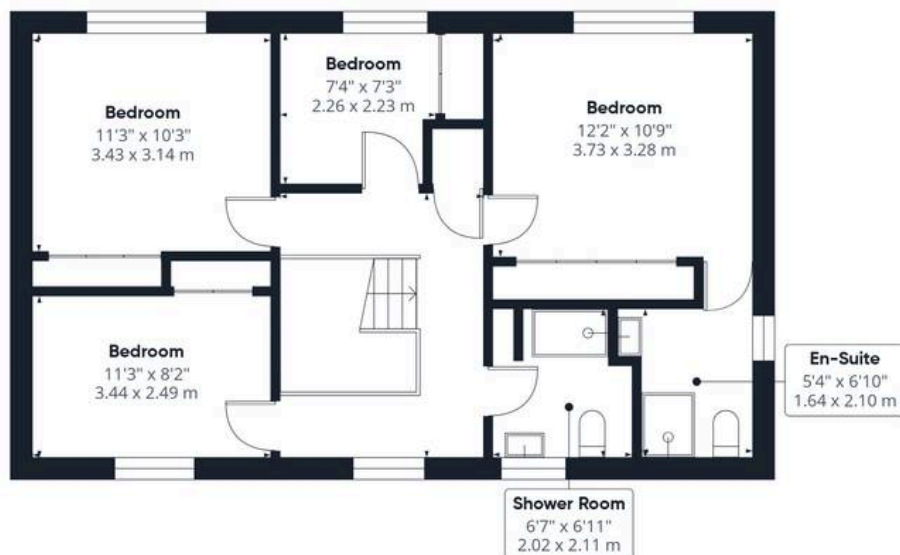 Bedroom
11'3" x 10'3"
3.43 x 3.14 m
Bedroom
7'4" x 7'3"
2.26 x 2.23 m
Bedroom
12'2" x 10'9"
3.73 x 3.28 m
Bedroom
11'3" x 8'2"
3.44 x 2.49 m
En-Suite
5'4" x 6'10"
1.64 x 2.10 m
Shower Room
6'7" x 6'11"
2.02 x 2.11 m